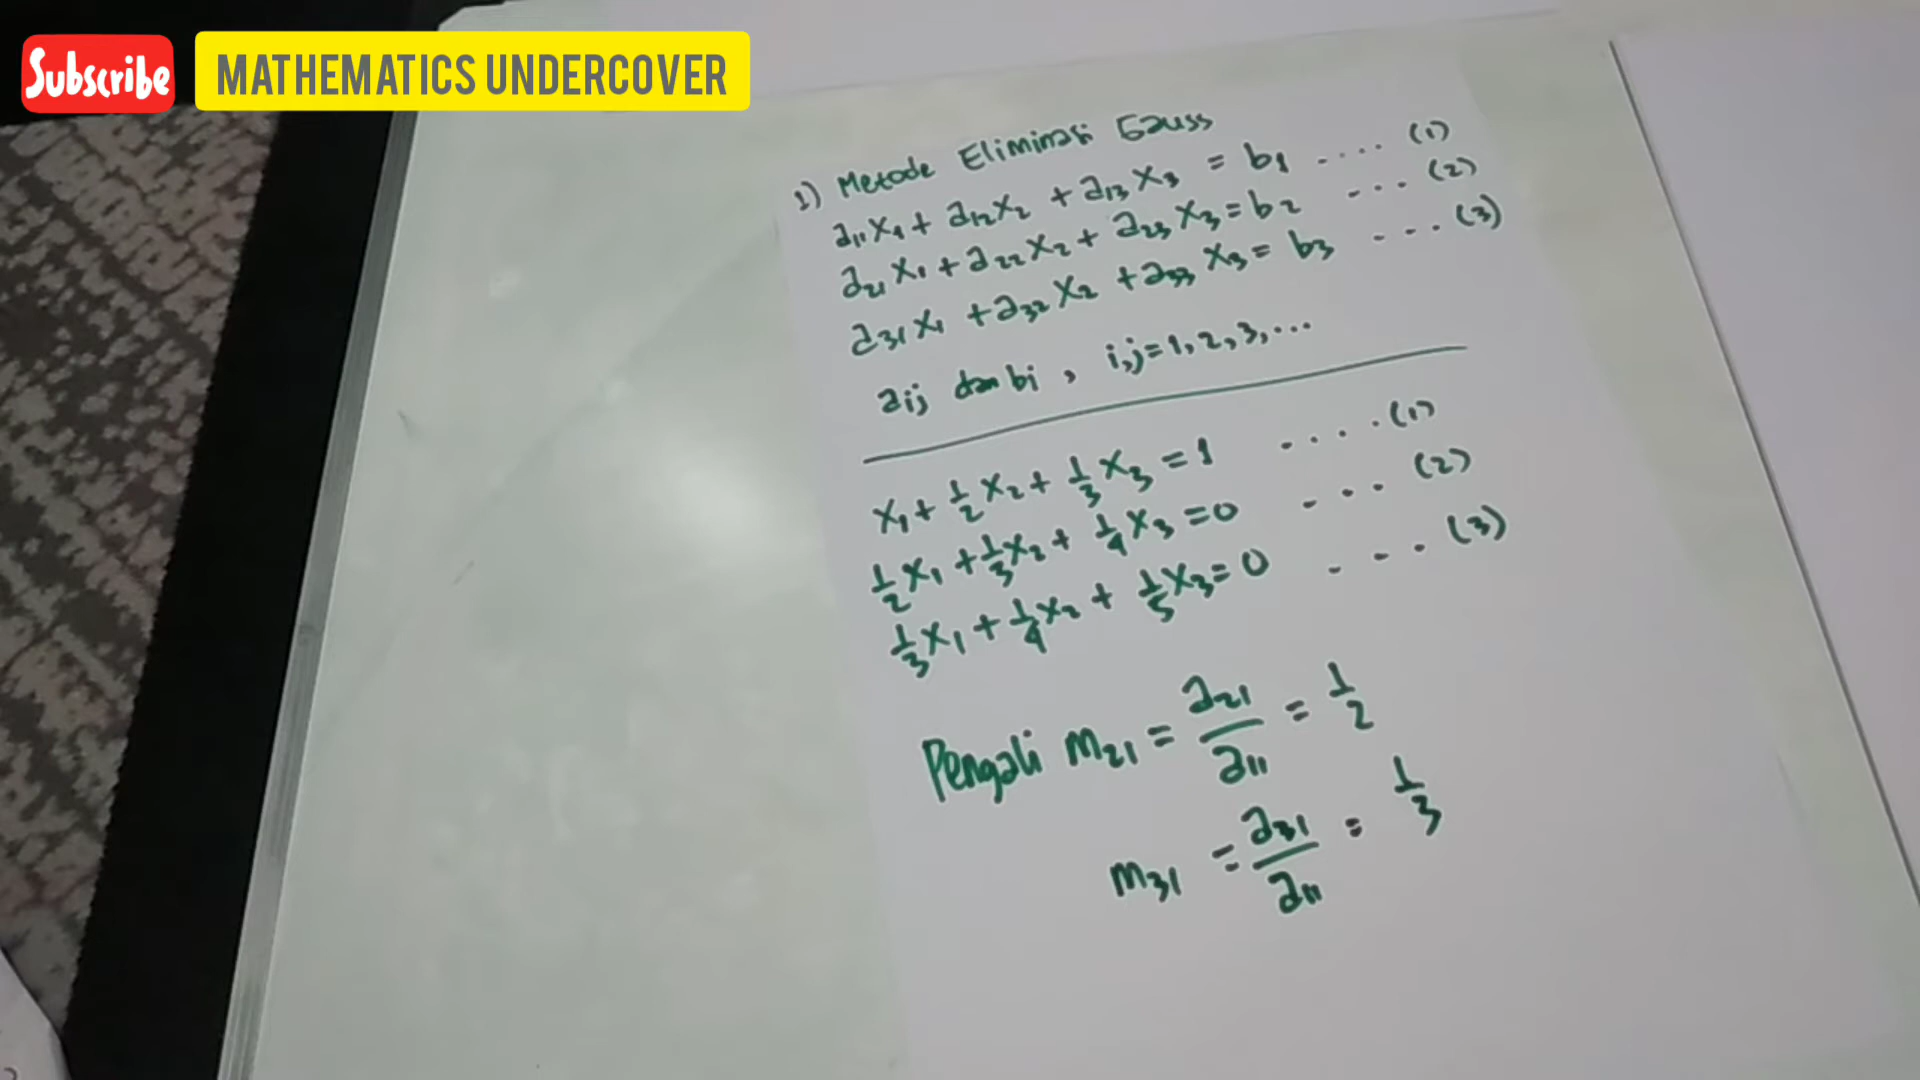 Subscribe
MATHEMATICS UNDERCOVER
1) Metode Eliminasi Gauss
a₁₁x₁ + a₁₂x₂ + a₁₃x₃ = b₁ .... (1)
a₂₁x₁ + a₂₂x₂ + a₂₃x₃ = b₂ ... (2)
a₃₁x₁ + a₃₂x₂ + a₃₃x₃ = b₃ ... (3)
aij dan bi, i,j=1,2,3,...
x₁ + 1/2 x₂ + 1/3 x₃ = 1 .... (1)
1/2 x₁ + 1/3 x₂ + 1/4 x₃ = 0 ... (2)
1/3 x₁ + 1/4 x₂ + 1/5 x₃ = 0 ... (3)
Pengali m₂₁ = a₂₁/a₁₁ = 1/2
m₃₁ = a₃₁/a₁₁ = 1/3